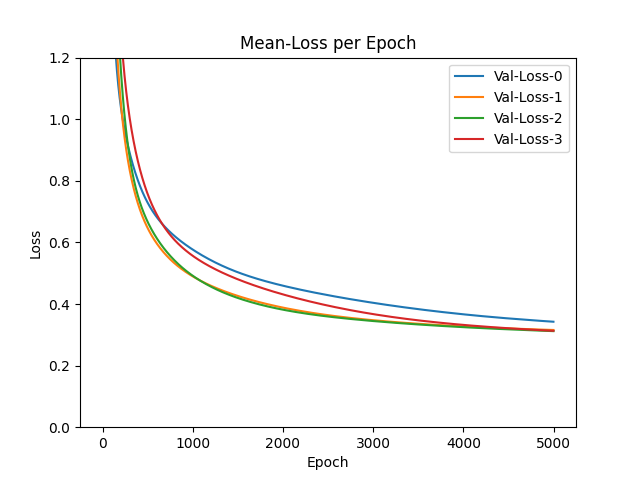 Mean-Loss per Epoch
Val-Loss-0
Val-Loss-1
Val-Loss-2
Val-Loss-3
Loss
1.2
1.0
0.8
0.6
0.4
0.2
0.0
0 1000 2000 3000 4000 5000
Epoch